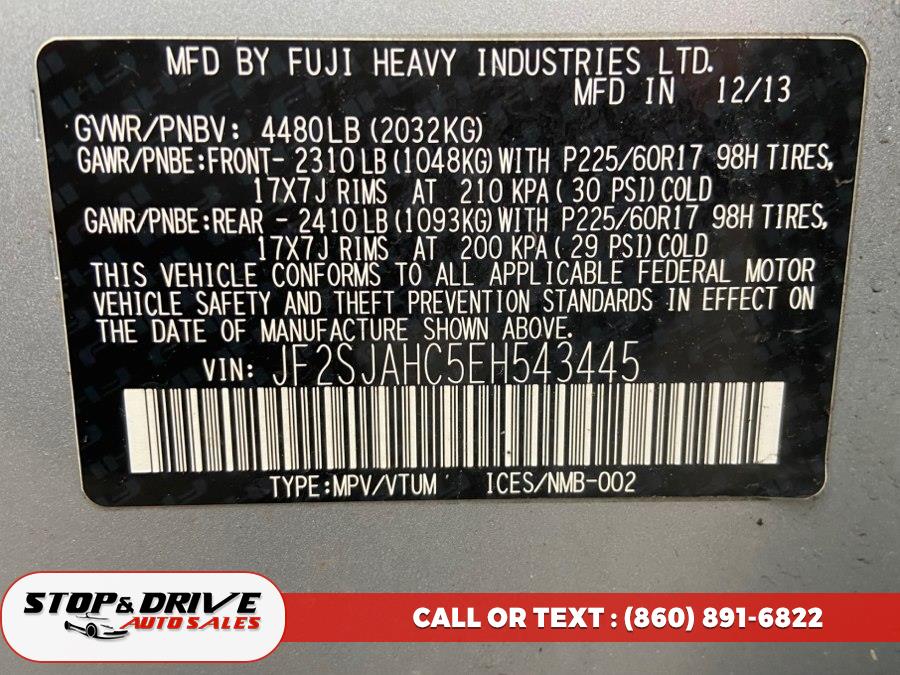 MFD BY FUJI HEAVY INDUSTRIES LTD.
MFD IN 12/13
GVWR/PNBV: 4480LB (2032KG)
GAWR/PNBE:FRONT- 2310 LB (1048KG) WITH P225/60R17 98H TIRES,
17X7J RIMS AT 210 KPA ( 30 PSI) COLD
GAWR/PNBE:REAR - 2410 LB (1093KG) WITH P225/60R17 98H TIRES,
17X7J RIMS AT 200 KPA ( 29 PSI) COLD
THIS VEHICLE CONFORMS TO ALL APPLICABLE FEDERAL MOTOR
VEHICLE SAFETY AND THEFT PREVENTION STANDARDS IN EFFECT ON
THE DATE OF MANUFACTURE SHOWN ABOVE.
VIN: JF2SJAHC5EH543445
TYPE:MPV/VTUM ICES/NMB-002
STOP & DRIVE
AUTO SALES
CALL OR TEXT : (860) 891-6822